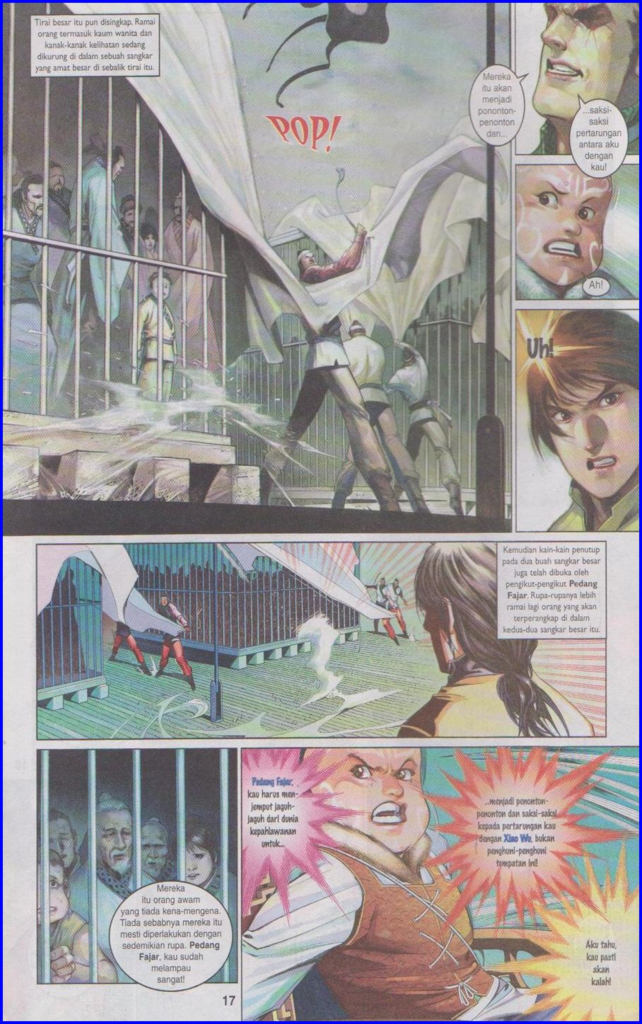 Tirai besar itu pun disingkap. Ramai
orang termasuk kaum wanita dan
kanak-kanak kelihatan sedang
dikurung di dalam sebuah sangkar
yang amat besar di sebalik tirai itu.
POP!
Mereka
itu akan
menjadi
penonton-
penonton
dan...
...saksi-
saksi
pertarungan
antara aku
dengan
kau!
Ah!
Uh!
Kemudian kain-kain penutup
pada dua buah sangkar besar
juga telah dibuka oleh
pengikut-pengikut Pedang
Fajar. Rupa-rupanya lebih
ramai lagi orang yang akan
terperangkap di dalam
kedua-dua sangkar besar itu.
Mereka
itu orang awam
yang tiada kena-mengena.
Tiada sebabnya mereka itu
mesti diperlakukan dengan
sedemikian rupa. Pedang
Fajar, kau sudah
melampau
sangat!
Pedang Fajar,
kau harus men-
jemput jaguh-
jaguh dari dunia
kepahlawanan
untuk...
...menjadi penonton-
penonton dan saksi-saksi
kepada pertarungan kau
dengan Xiao Wu, bukan
penghuni-penghuni
tempatan ini!
Aku tahu,
kau pasti
akan
kalah!
17